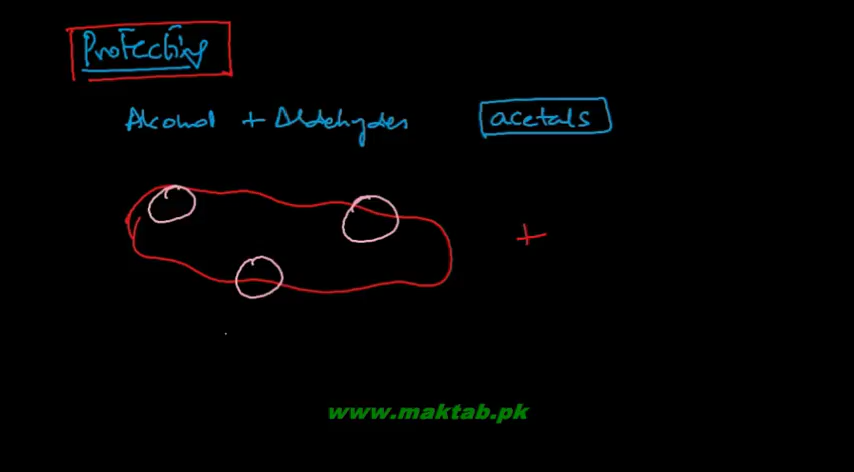 Protecting
Alcohol + Aldehydes acetals
+
www.maktab.pk